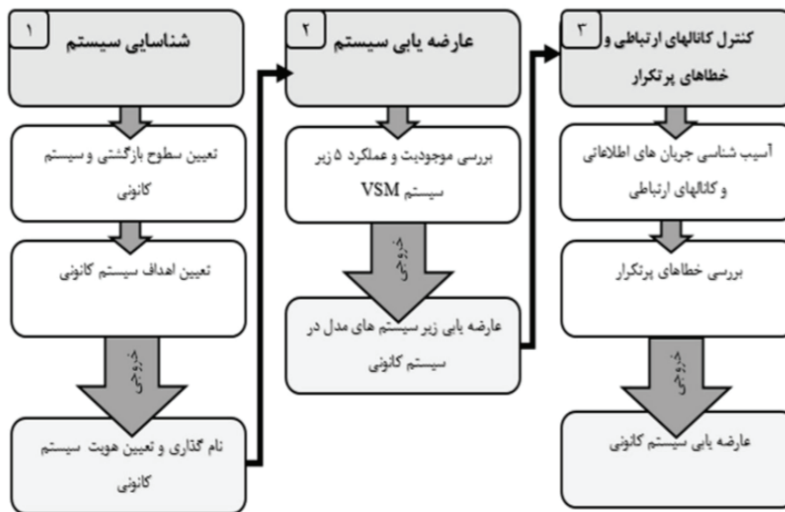 ۱
شناسایی سیستم
تعیین سطوح بازگشتی و سیستم
کانونی
تعیین اهداف سیستم کانونی
خروجی
نام گذاری و تعیین هویت سیستم
کانونی
۲
عارضه یابی سیستم
بررسی موجودیت و عملکرد ۵ زیر
سیستم VSM
خروجی
عارضه یابی زیر سیستم های مدل در
سیستم کانونی
۳
کنترل کانالهای ارتباطی و
خطاهای پرتکرار
آسیب شناسی جریان های اطلاعاتی
و کانالهای ارتباطی
بررسی خطاهای پرتکرار
خروجی
عارضه یابی سیستم کانونی